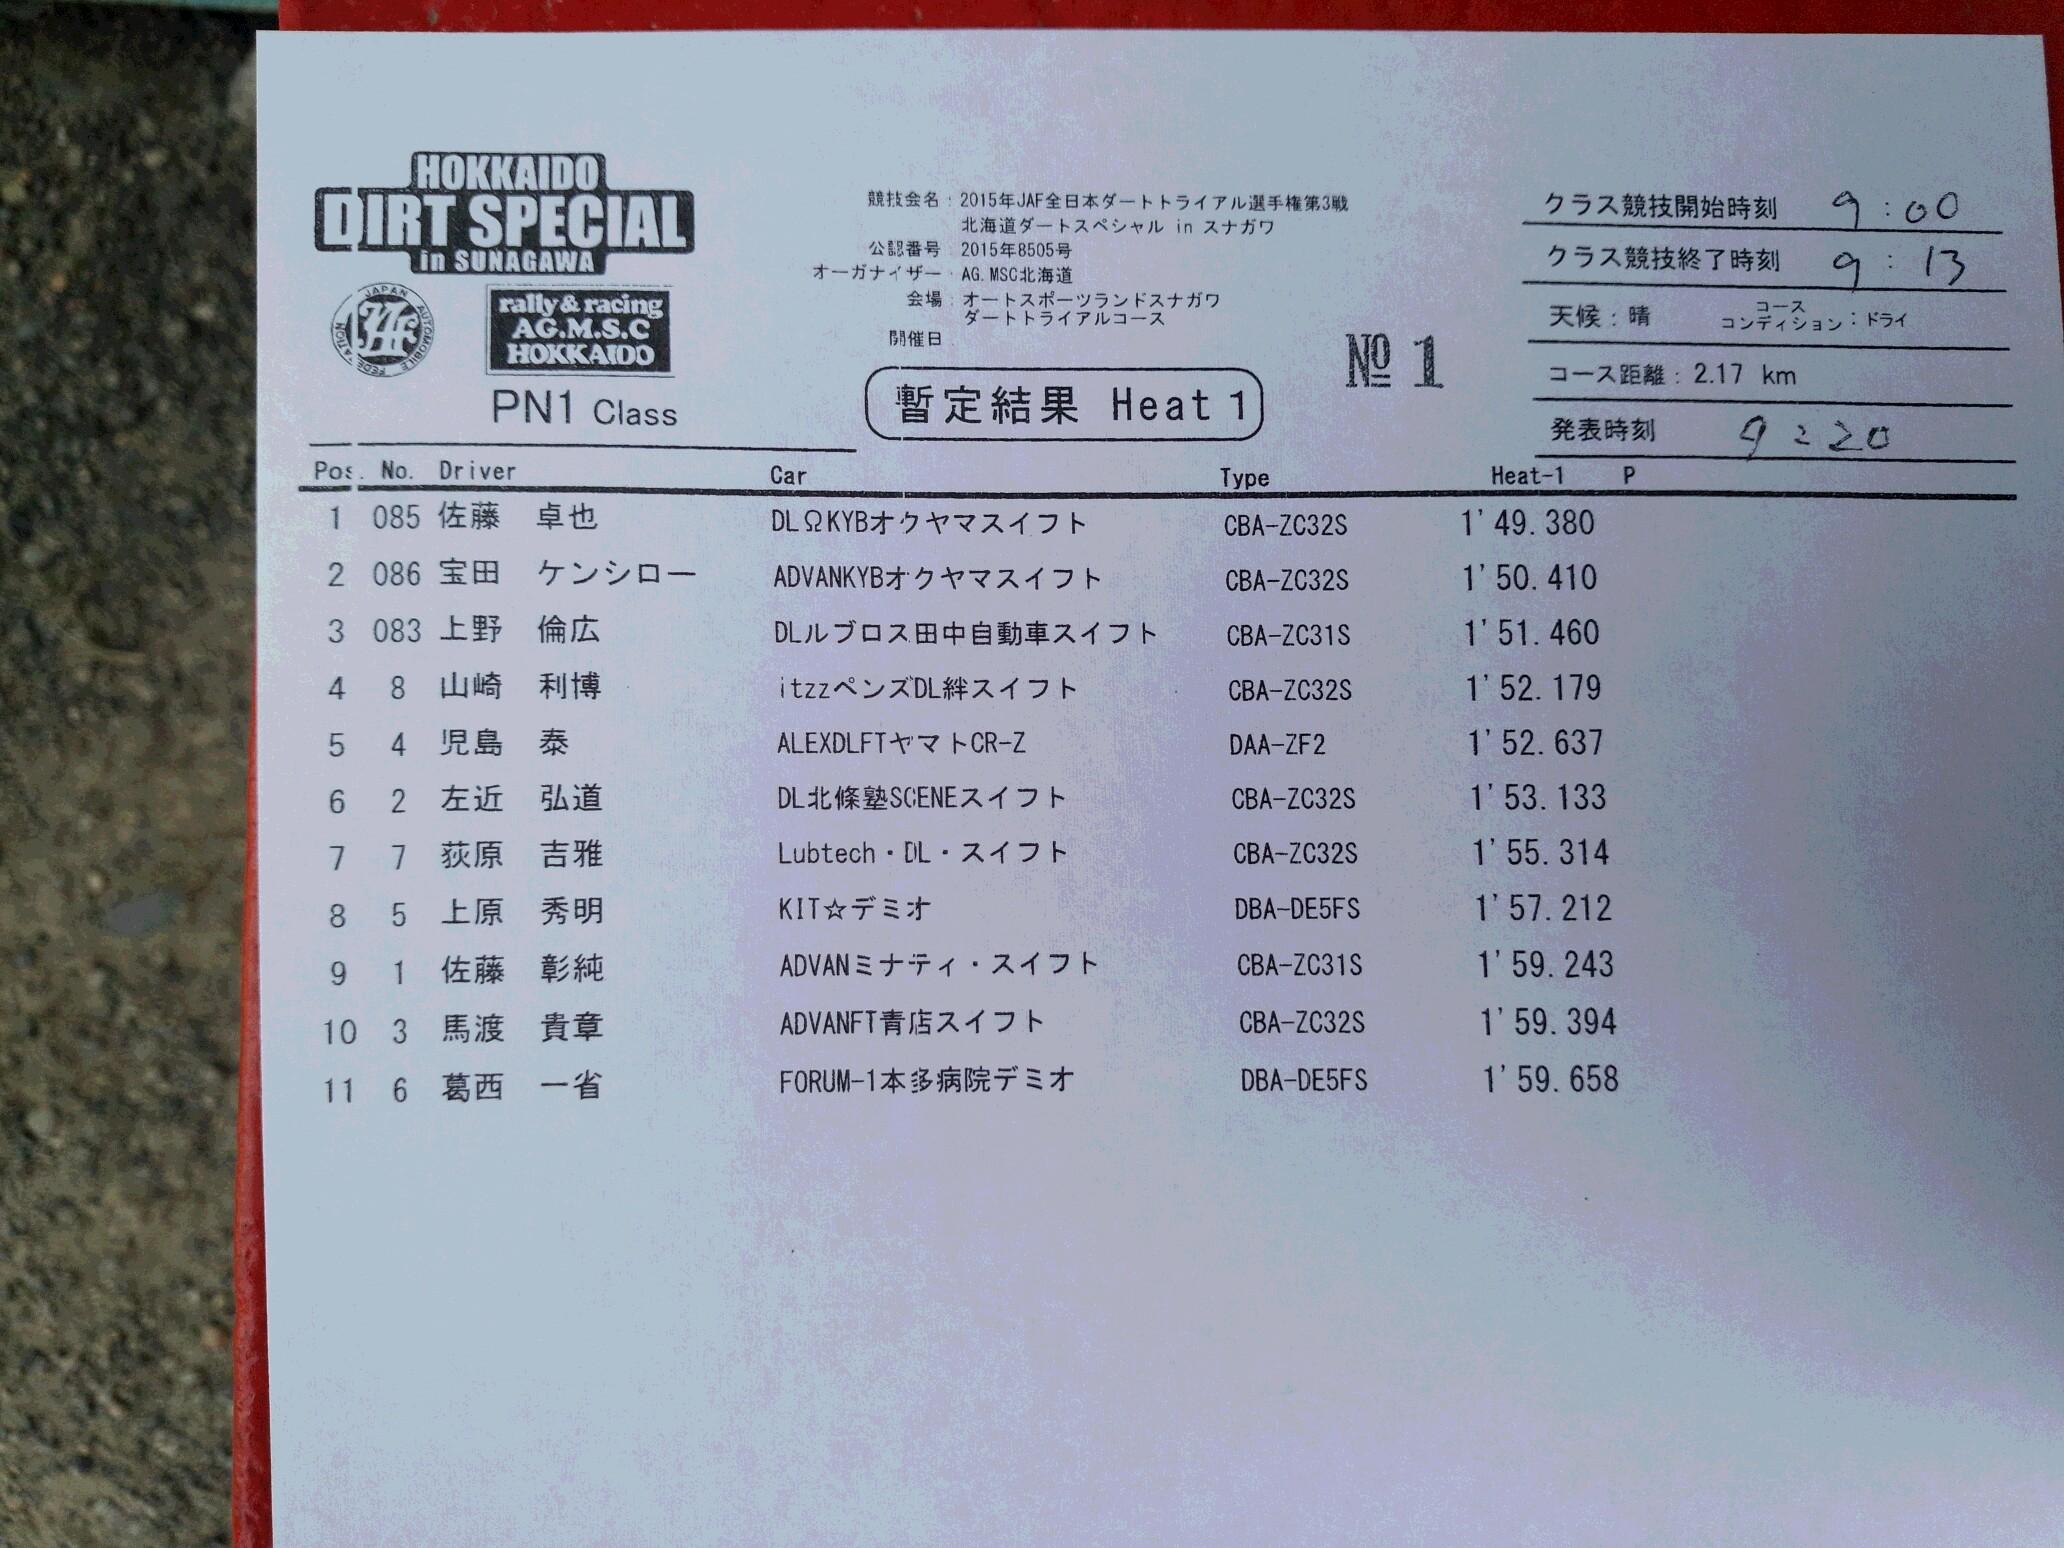 HOKKAIDO
DIRT SPECIAL
in SUNAGAWA
JAPAN AUTOMOBILE FEDERATION
JAF
rally & racing
AG.M.S.C
HOKKAIDO
PN1 Class
競技会名：2015年JAF全日本ダートトライアル選手権第3戦
北海道ダートスペシャル in スナガワ
公認番号：2015年8505号
オーガナイザー：AG.MSC北海道
会場：オートスポーツランドスナガワ
ダートトライアルコース
開催日
暫定結果 Heat 1
№ 1
クラス競技開始時刻 9:00
クラス競技終了時刻 9:13
天候：晴 コースコンディション：ドライ
コース距離：2.17 km
発表時刻 9:20
Pos. No. Driver Car Type Heat-1 P
1 085 佐藤 卓也 DLΩKYBオクヤマスイフト CBA-ZC32S 1'49.380
2 086 宝田 ケンシロー ADVANKYBオクヤマスイフト CBA-ZC32S 1'50.410
3 083 上野 倫広 DLルブロス田中自動車スイフト CBA-ZC31S 1'51.460
4 8 山崎 利博 itzzペンズDL絆スイフト CBA-ZC32S 1'52.179
5 4 児島 泰 ALEXDLFTヤマトCR-Z DAA-ZF2 1'52.637
6 2 左近 弘道 DL北條塾SCENEスイフト CBA-ZC32S 1'53.133
7 7 荻原 吉雅 Lubtech・DL・スイフト CBA-ZC32S 1'55.314
8 5 上原 秀明 KIT☆デミオ DBA-DE5FS 1'57.212
9 1 佐藤 彰純 ADVANミナティ・スイフト CBA-ZC31S 1'59.243
10 3 馬渡 貴章 ADVANFT青店スイフト CBA-ZC32S 1'59.394
11 6 葛西 一省 FORUM-1本多病院デミオ DBA-DE5FS 1'59.658